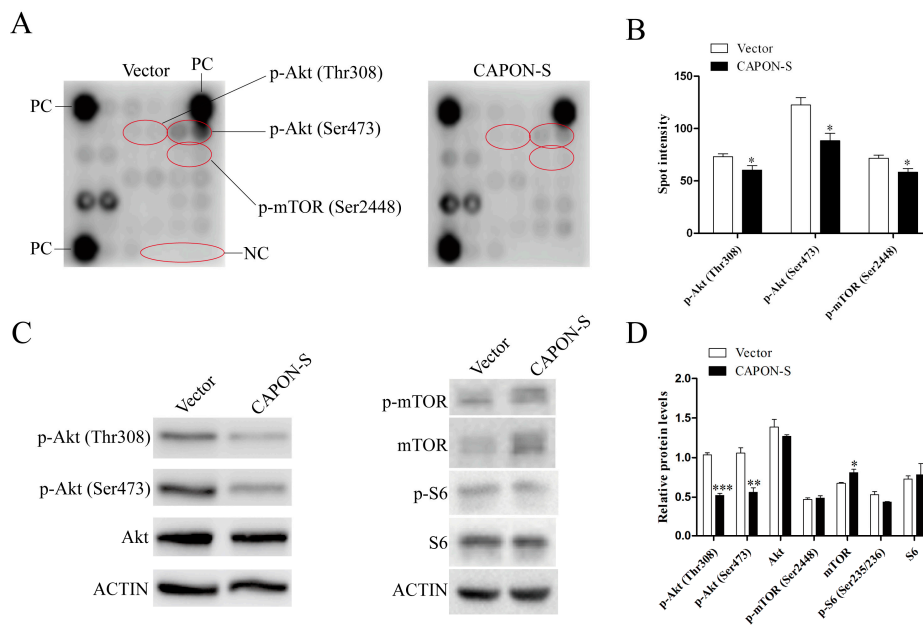 A
Vector
PC
p-Akt (Thr308)
PC
p-Akt (Ser473)
p-mTOR (Ser2448)
PC
NC
CAPON-S
B
Vector
CAPON-S
Spot intensity
150
100
50
0
*
*
*
p-Akt (Thr308)
p-Akt (Ser473)
p-mTOR (Ser2448)
C
Vector
CAPON-S
p-Akt (Thr308)
p-Akt (Ser473)
Akt
ACTIN
Vector
CAPON-S
p-mTOR
mTOR
p-S6
S6
ACTIN
D
Vector
CAPON-S
Relative protein levels
2.0
1.5
1.0
0.5
0.0
***
**
*
p-Akt (Thr308)
p-Akt (Ser473)
Akt
p-mTOR (Ser2448)
mTOR
p-S6 (Ser235/236)
S6